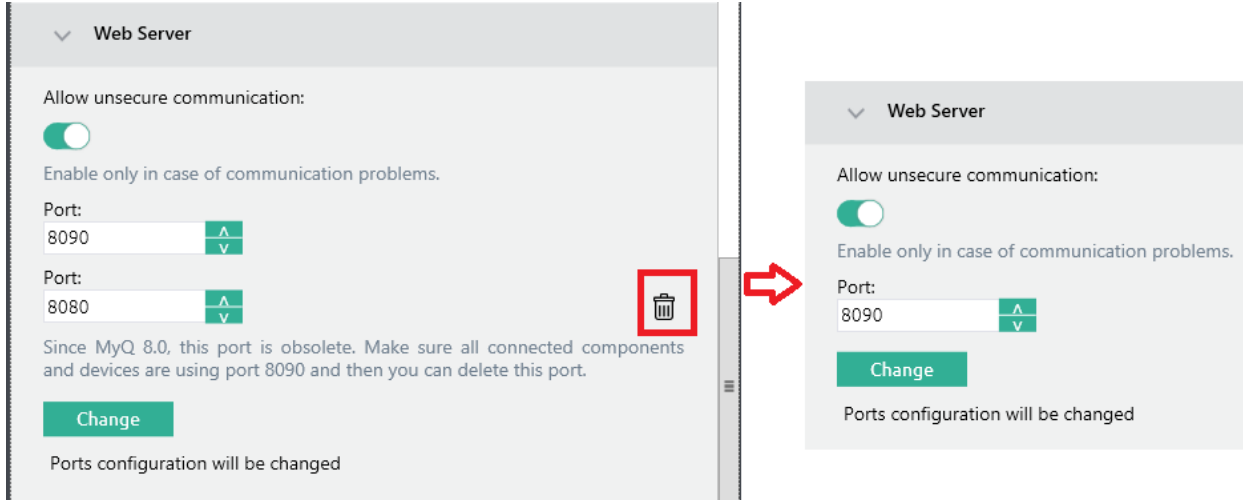 Web Server
Allow unsecure communication:
Enable only in case of communication problems.
Port:
8090
Port:
8080
Since MyQ 8.0, this port is obsolete. Make sure all connected components
and devices are using port 8090 and then you can delete this port.
Change
Ports configuration will be changed
Web Server
Allow unsecure communication:
Enable only in case of communication problems.
Port:
8090
Change
Ports configuration will be changed